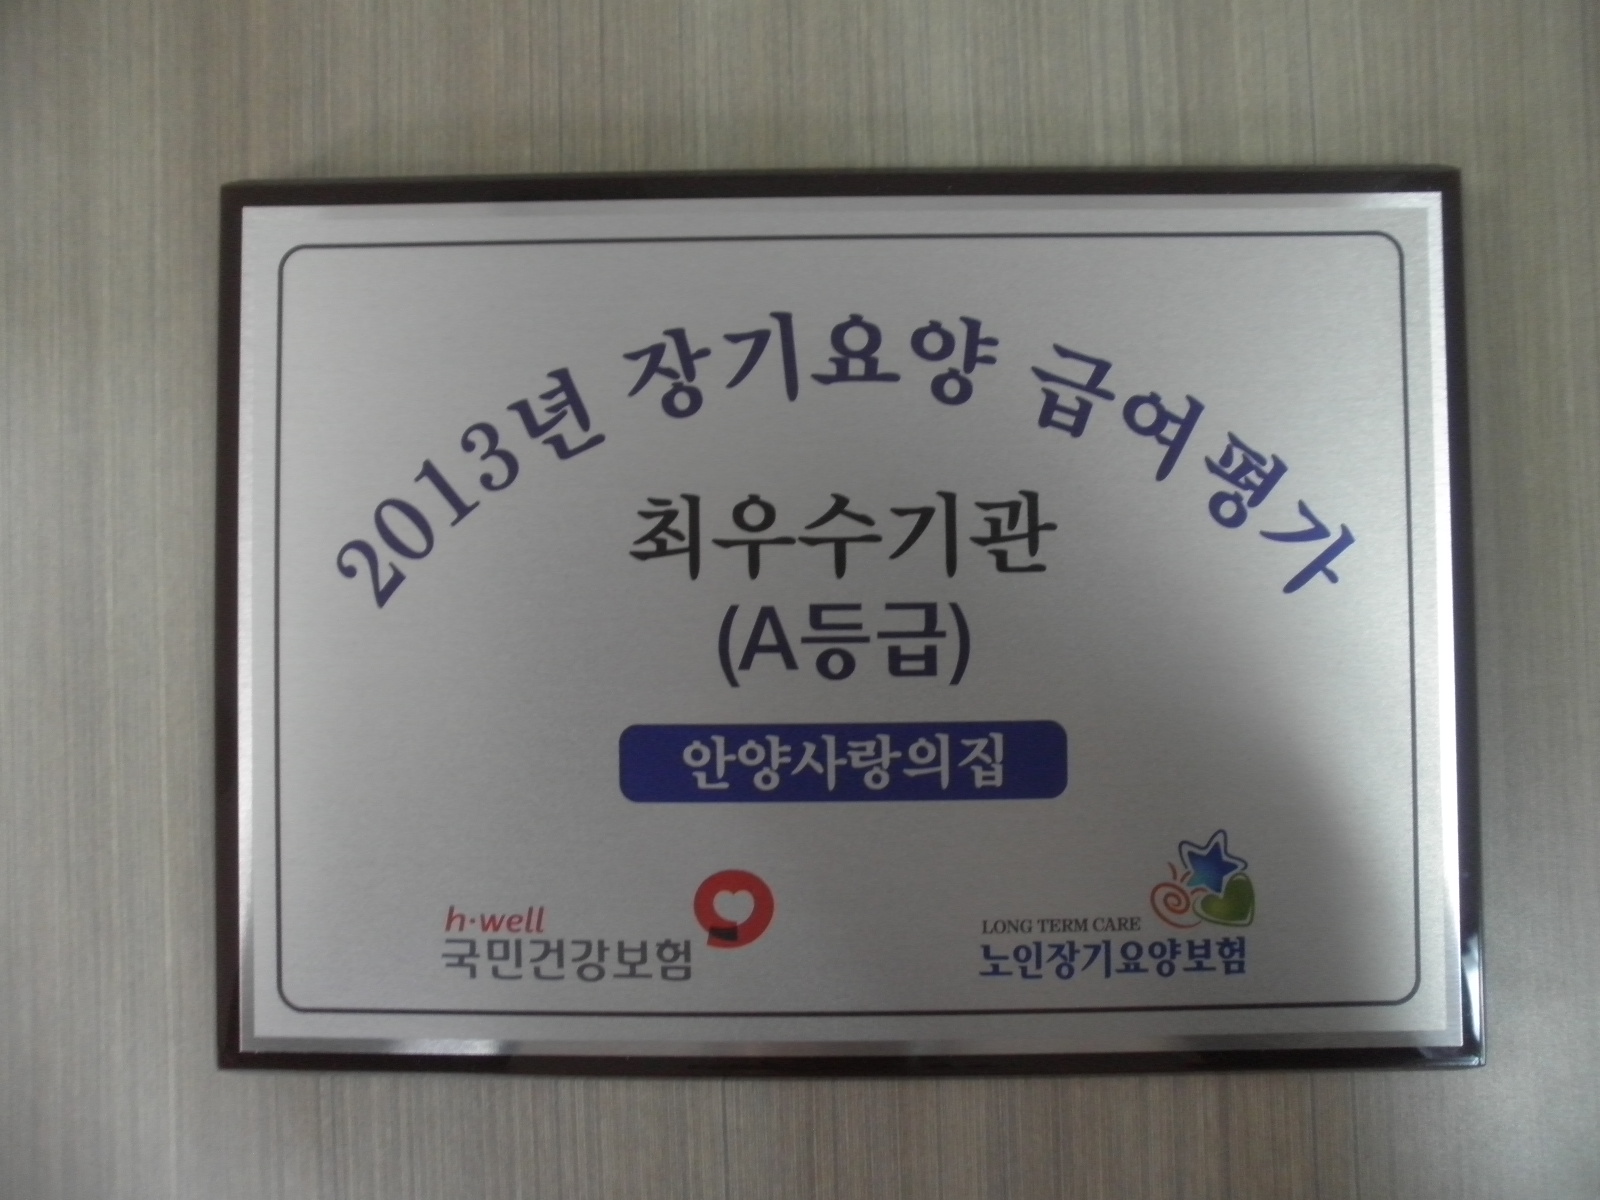 2013년 장기요양 급여평가
최우수기관
(A등급)
안양사랑의집
h·well
국민건강보험
LONG TERM CARE
노인장기요양보험